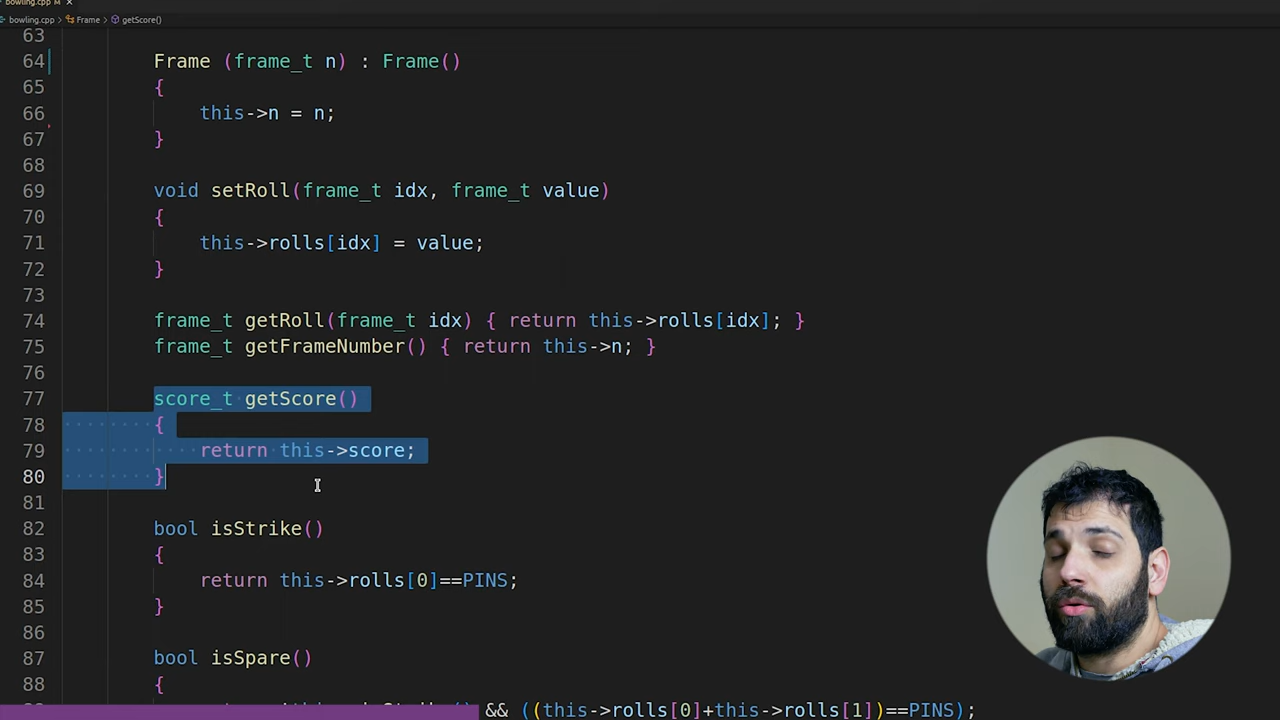 bowling.cpp M ×
bowling.cpp > Frame > getScore()
63
64 Frame (frame_t n) : Frame()
65 {
66 this->n = n;
67 }
68
69 void setRoll(frame_t idx, frame_t value)
70 {
71 this->rolls[idx] = value;
72 }
73
74 frame_t getRoll(frame_t idx) { return this->rolls[idx]; }
75 frame_t getFrameNumber() { return this->n; }
76
77 score_t getScore()
78 {
79 return this->score;
80 }
81
82 bool isStrike()
83 {
84 return this->rolls[0]==PINS;
85 }
86
87 bool isSpare()
88 {
&& ((this->rolls[0]+this->rolls[1])==PINS);